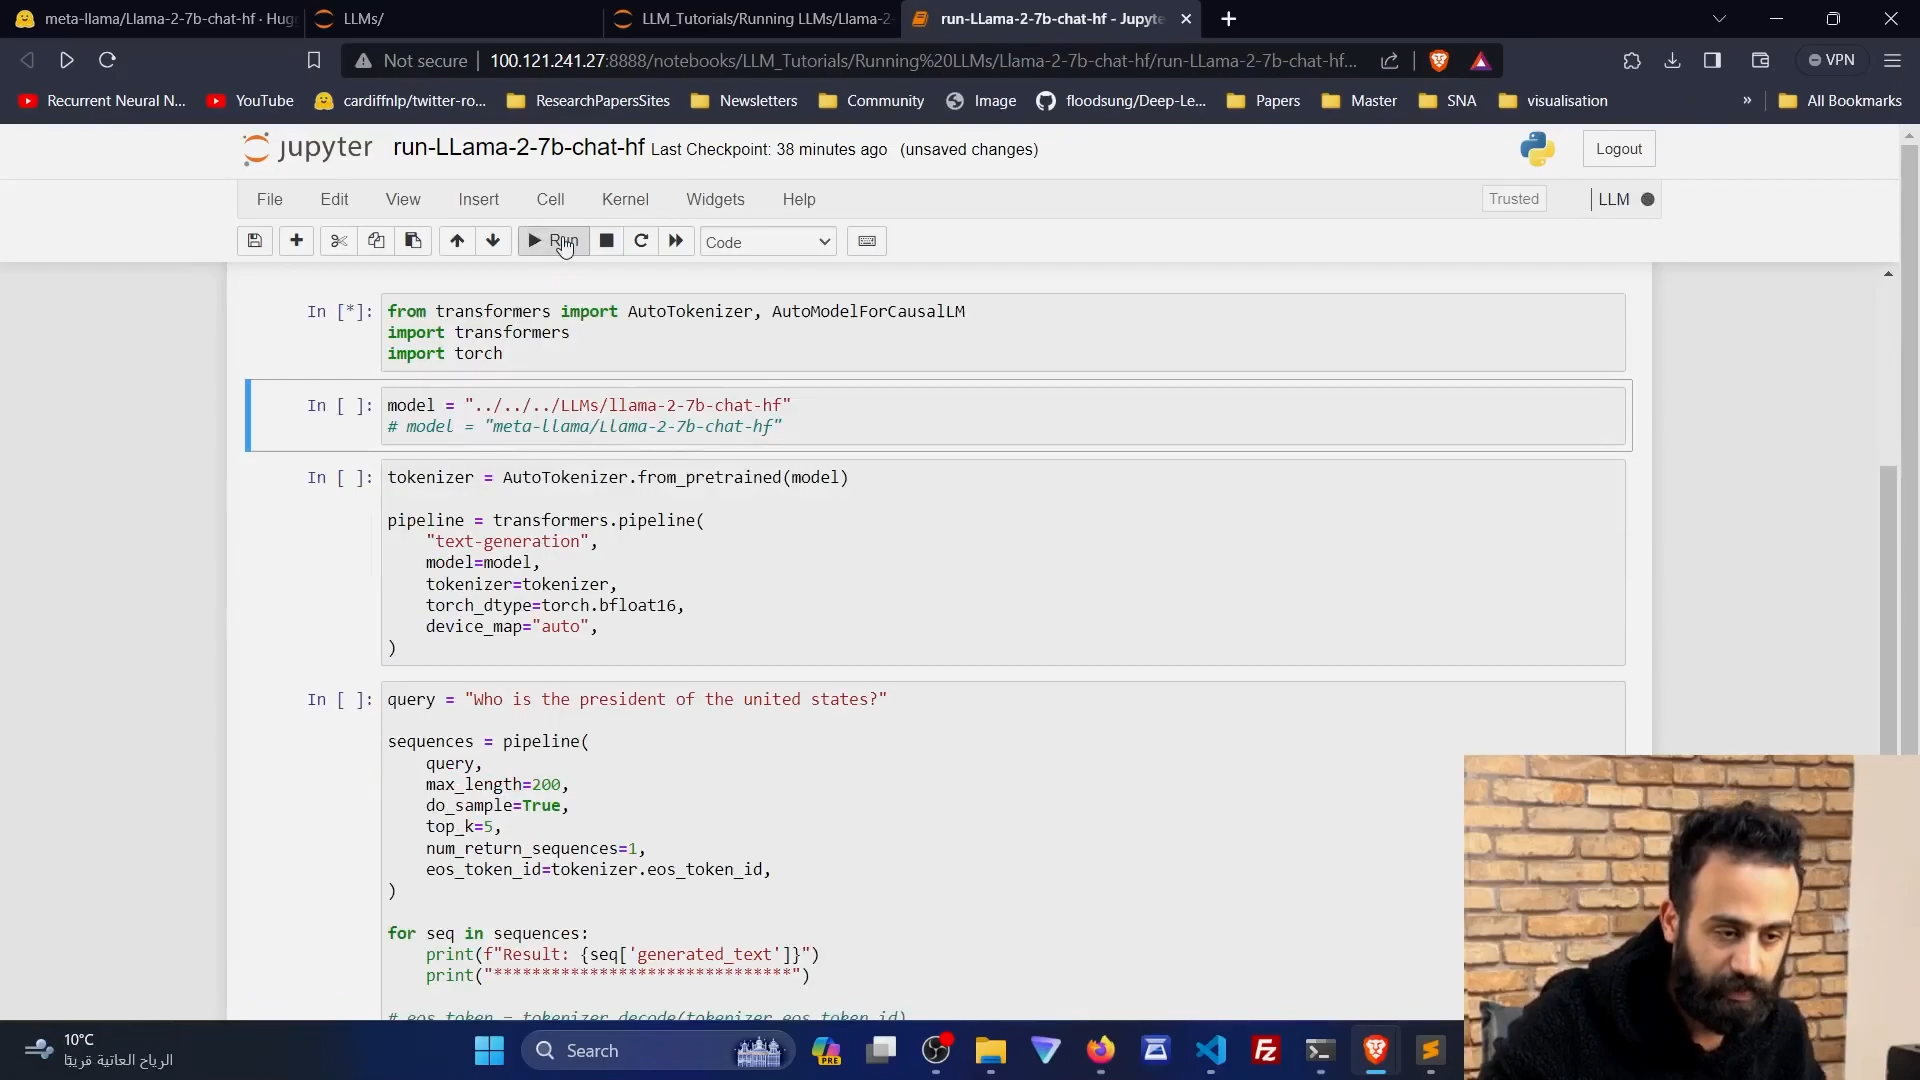 meta-llama/Llama-2-7b-chat-hf · Hug
LLMs/
LLM_Tutorials/Running LLMs/Llama-2-
run-LLama-2-7b-chat-hf - Jupyte
Not secure
100.121.241.27:8888/notebooks/LLM_Tutorials/Running%20LLMs/Llama-2-7b-chat-hf/run-LLama-2-7b-chat-hf...
VPN
Recurrent Neural N...
YouTube
cardiffnlp/twitter-ro...
ResearchPapersSites
Newsletters
Community
Image
floodsung/Deep-Le...
Papers
Master
SNA
visualisation
»
All Bookmarks
jupyter
run-LLama-2-7b-chat-hf Last Checkpoint: 38 minutes ago (unsaved changes)
Logout
File
Edit
View
Insert
Cell
Kernel
Widgets
Help
Trusted
LLM
Run
Code
In [*]:
from transformers import AutoTokenizer, AutoModelForCausalLM
import transformers
import torch
In [ ]:
model = "../../../LLMs/llama-2-7b-chat-hf"
# model = "meta-llama/Llama-2-7b-chat-hf"
In [ ]:
tokenizer = AutoTokenizer.from_pretrained(model)
pipeline = transformers.pipeline(
"text-generation",
model=model,
tokenizer=tokenizer,
torch_dtype=torch.bfloat16,
device_map="auto",
)
In [ ]:
query = "Who is the president of the united states?"
sequences = pipeline(
query,
max_length=200,
do_sample=True,
top_k=5,
num_return_sequences=1,
eos_token_id=tokenizer.eos_token_id,
)
for seq in sequences:
print(f"Result: {seq['generated_text']}")
print("*******************************")
# eos_token = tokenizer.decode(tokenizer.eos_token_id)
10°C
الرياح العاتية قريبًا
Search
PRE
Fz